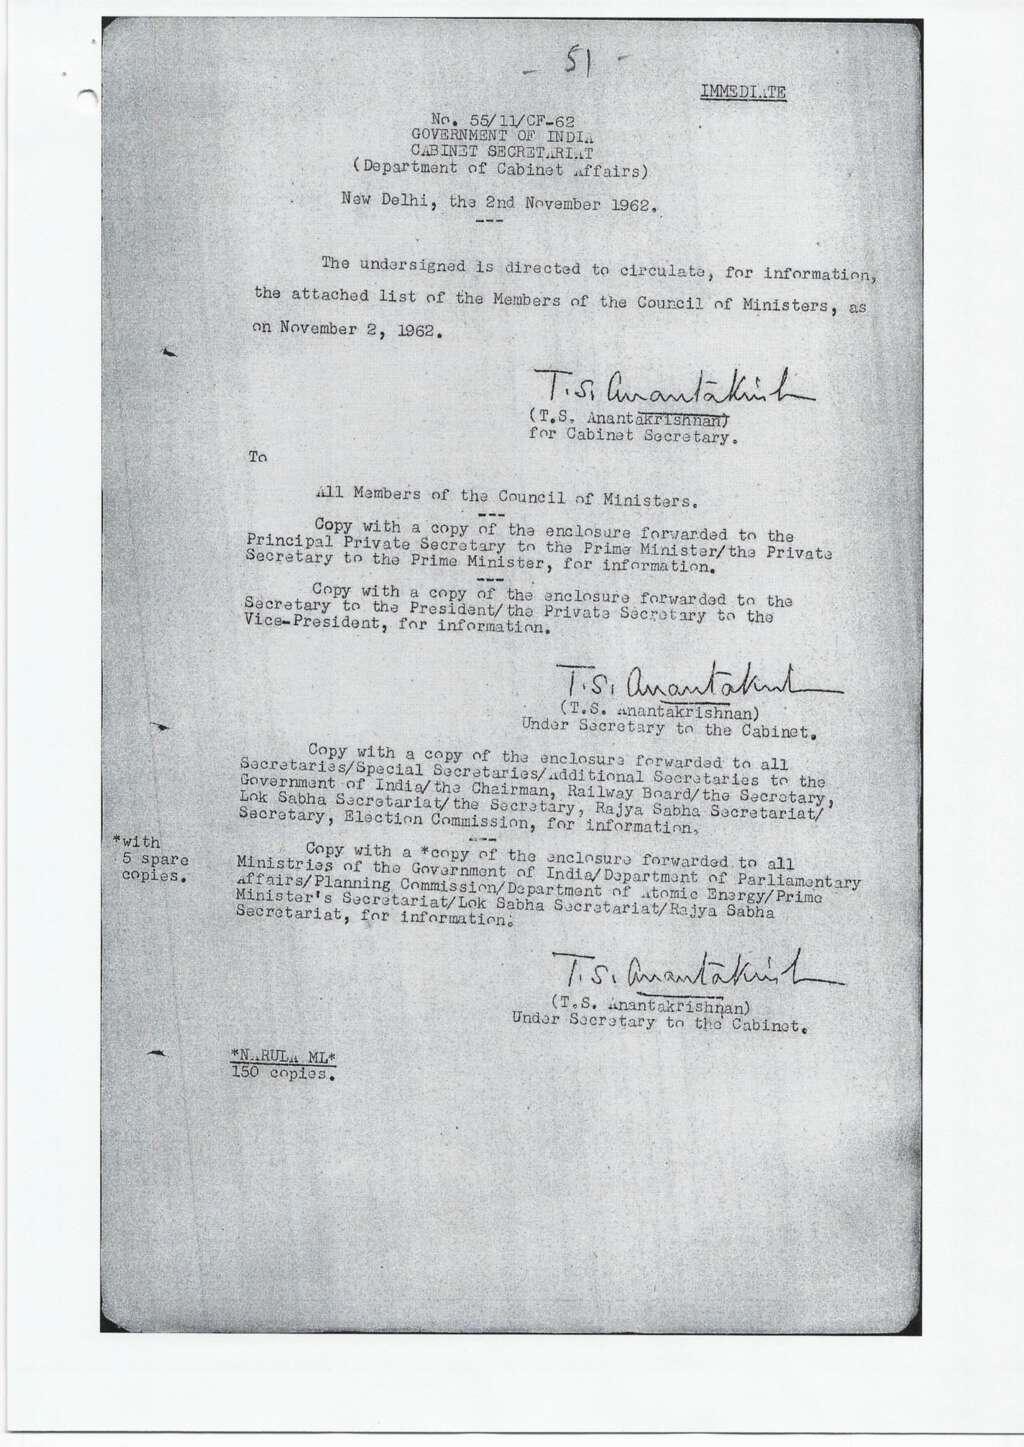 - 51 -
IMMEDIATE
No. 55/11/CF-62
GOVERNMENT OF INDIA
CABINET SECRETARIAT
(Department of Cabinet Affairs)
New Delhi, the 2nd November 1962.
---
The undersigned is directed to circulate, for information,
the attached list of the Members of the Council of Ministers, as
on November 2, 1962.
T.S. Anantakrish
(T.S. Anantakrishnan)
for Cabinet Secretary.
To
All Members of the Council of Ministers.
---
Copy with a copy of the enclosure forwarded to the
Principal Private Secretary to the Prime Minister/the Private
Secretary to the Prime Minister, for information.
---
Copy with a copy of the enclosure forwarded to the
Secretary to the President/the Private Secretary to the
Vice-President, for information.
T.S. Anantakrish
(T.S. Anantakrishnan)
Under Secretary to the Cabinet.
Copy with a copy of the enclosure forwarded to all
Secretaries/Special Secretaries/Additional Secretaries to the
Government of India/the Chairman, Railway Board/the Secretary,
Lok Sabha Secretariat/the Secretary, Rajya Sabha Secretariat/
Secretary, Election Commission, for information.
---
*with
5 spare
copies.
Copy with a *copy of the enclosure forwarded to all
Ministries of the Government of India/Department of Parliamentary
Affairs/Planning Commission/Department of Atomic Energy/Prime
Minister's Secretariat/Lok Sabha Secretariat/Rajya Sabha
Secretariat, for information.
T.S. Anantakrish
(T.S. Anantakrishnan)
Under Secretary to the Cabinet.
*NARULA ML*
150 copies.